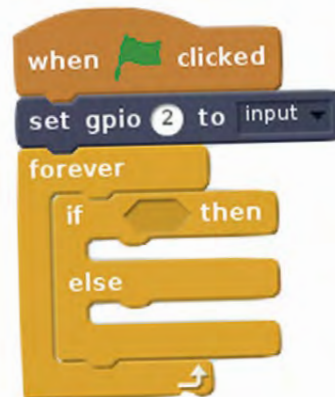 when clicked
set gpio 2 to input
forever
if then
else